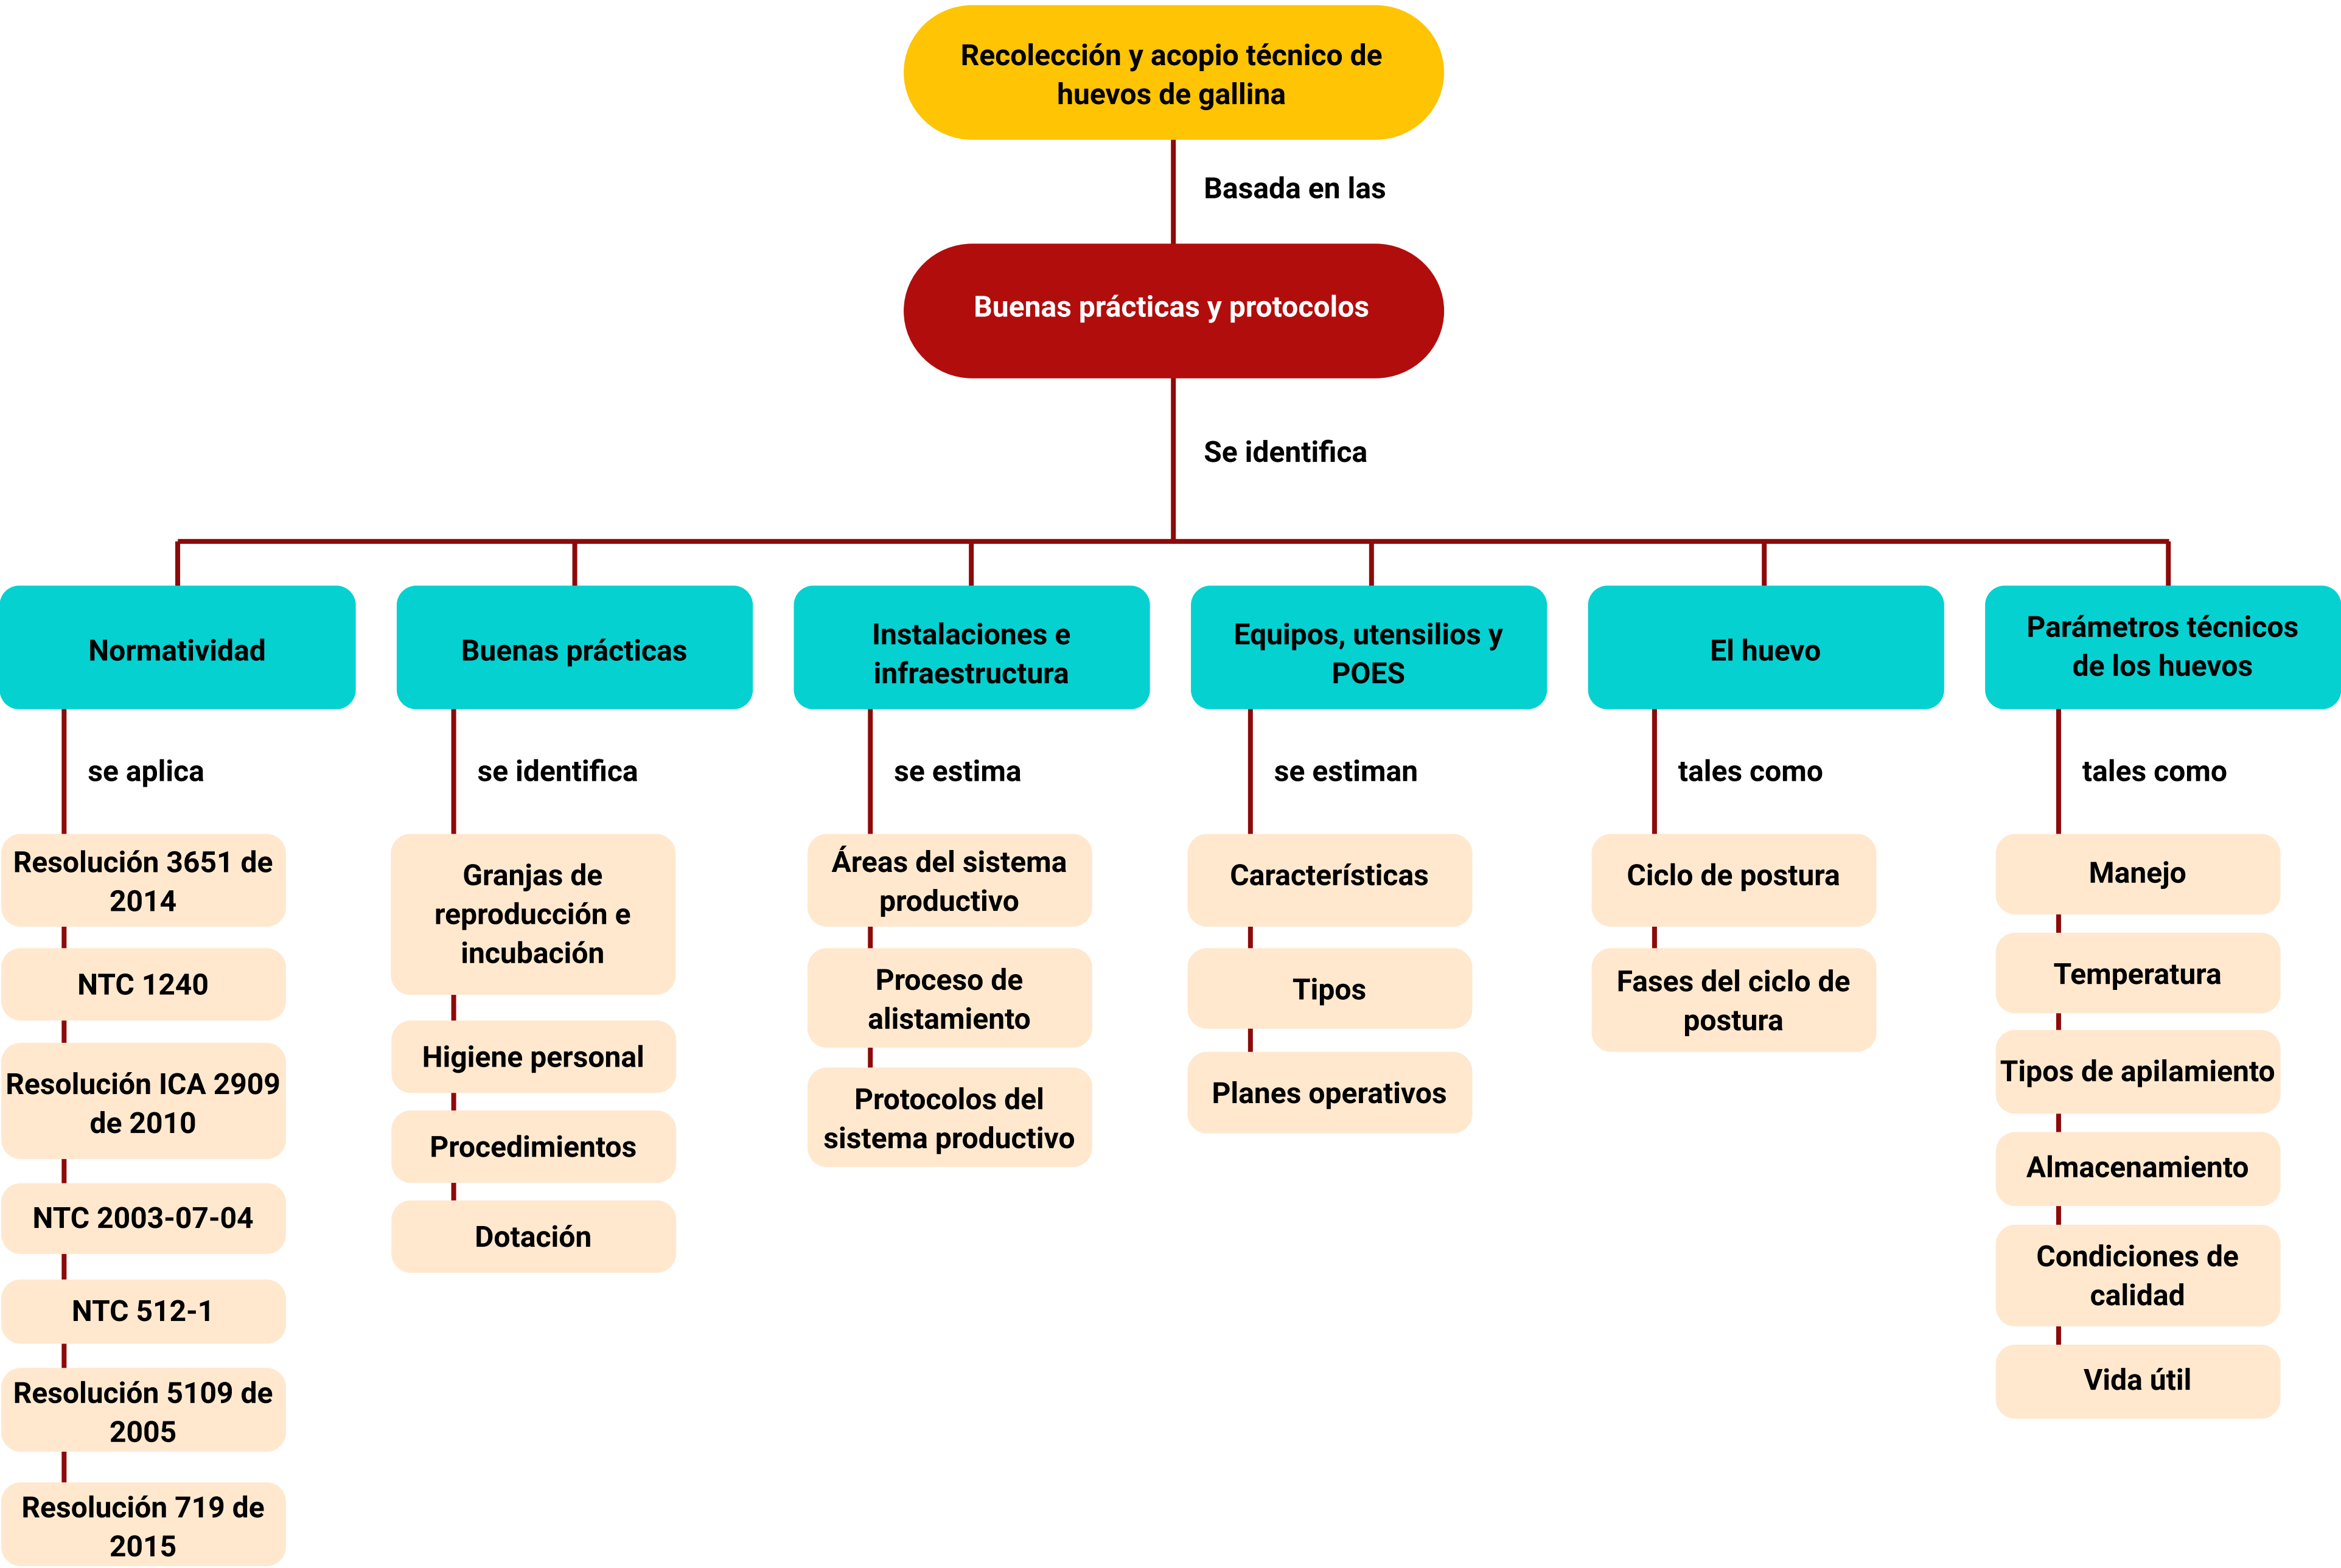 Recolección y acopio técnico de
huevos de gallina
Basada en las
Buenas prácticas y protocolos
Se identifica
Normatividad
se aplica
Resolución 3651 de
2014
NTC 1240
Resolución ICA 2909
de 2010
NTC 2003-07-04
NTC 512-1
Resolución 5109 de
2005
Resolución 719 de
2015
Buenas prácticas
se identifica
Granjas de
reproducción e
incubación
Higiene personal
Procedimientos
Dotación
Instalaciones e
infraestructura
se estima
Áreas del sistema
productivo
Proceso de
alistamiento
Protocolos del
sistema productivo
Equipos, utensilios y
POES
se estiman
Características
Tipos
Planes operativos
El huevo
tales como
Ciclo de postura
Fases del ciclo de
postura
Parámetros técnicos
de los huevos
tales como
Manejo
Temperatura
Tipos de apilamiento
Almacenamiento
Condiciones de
calidad
Vida útil